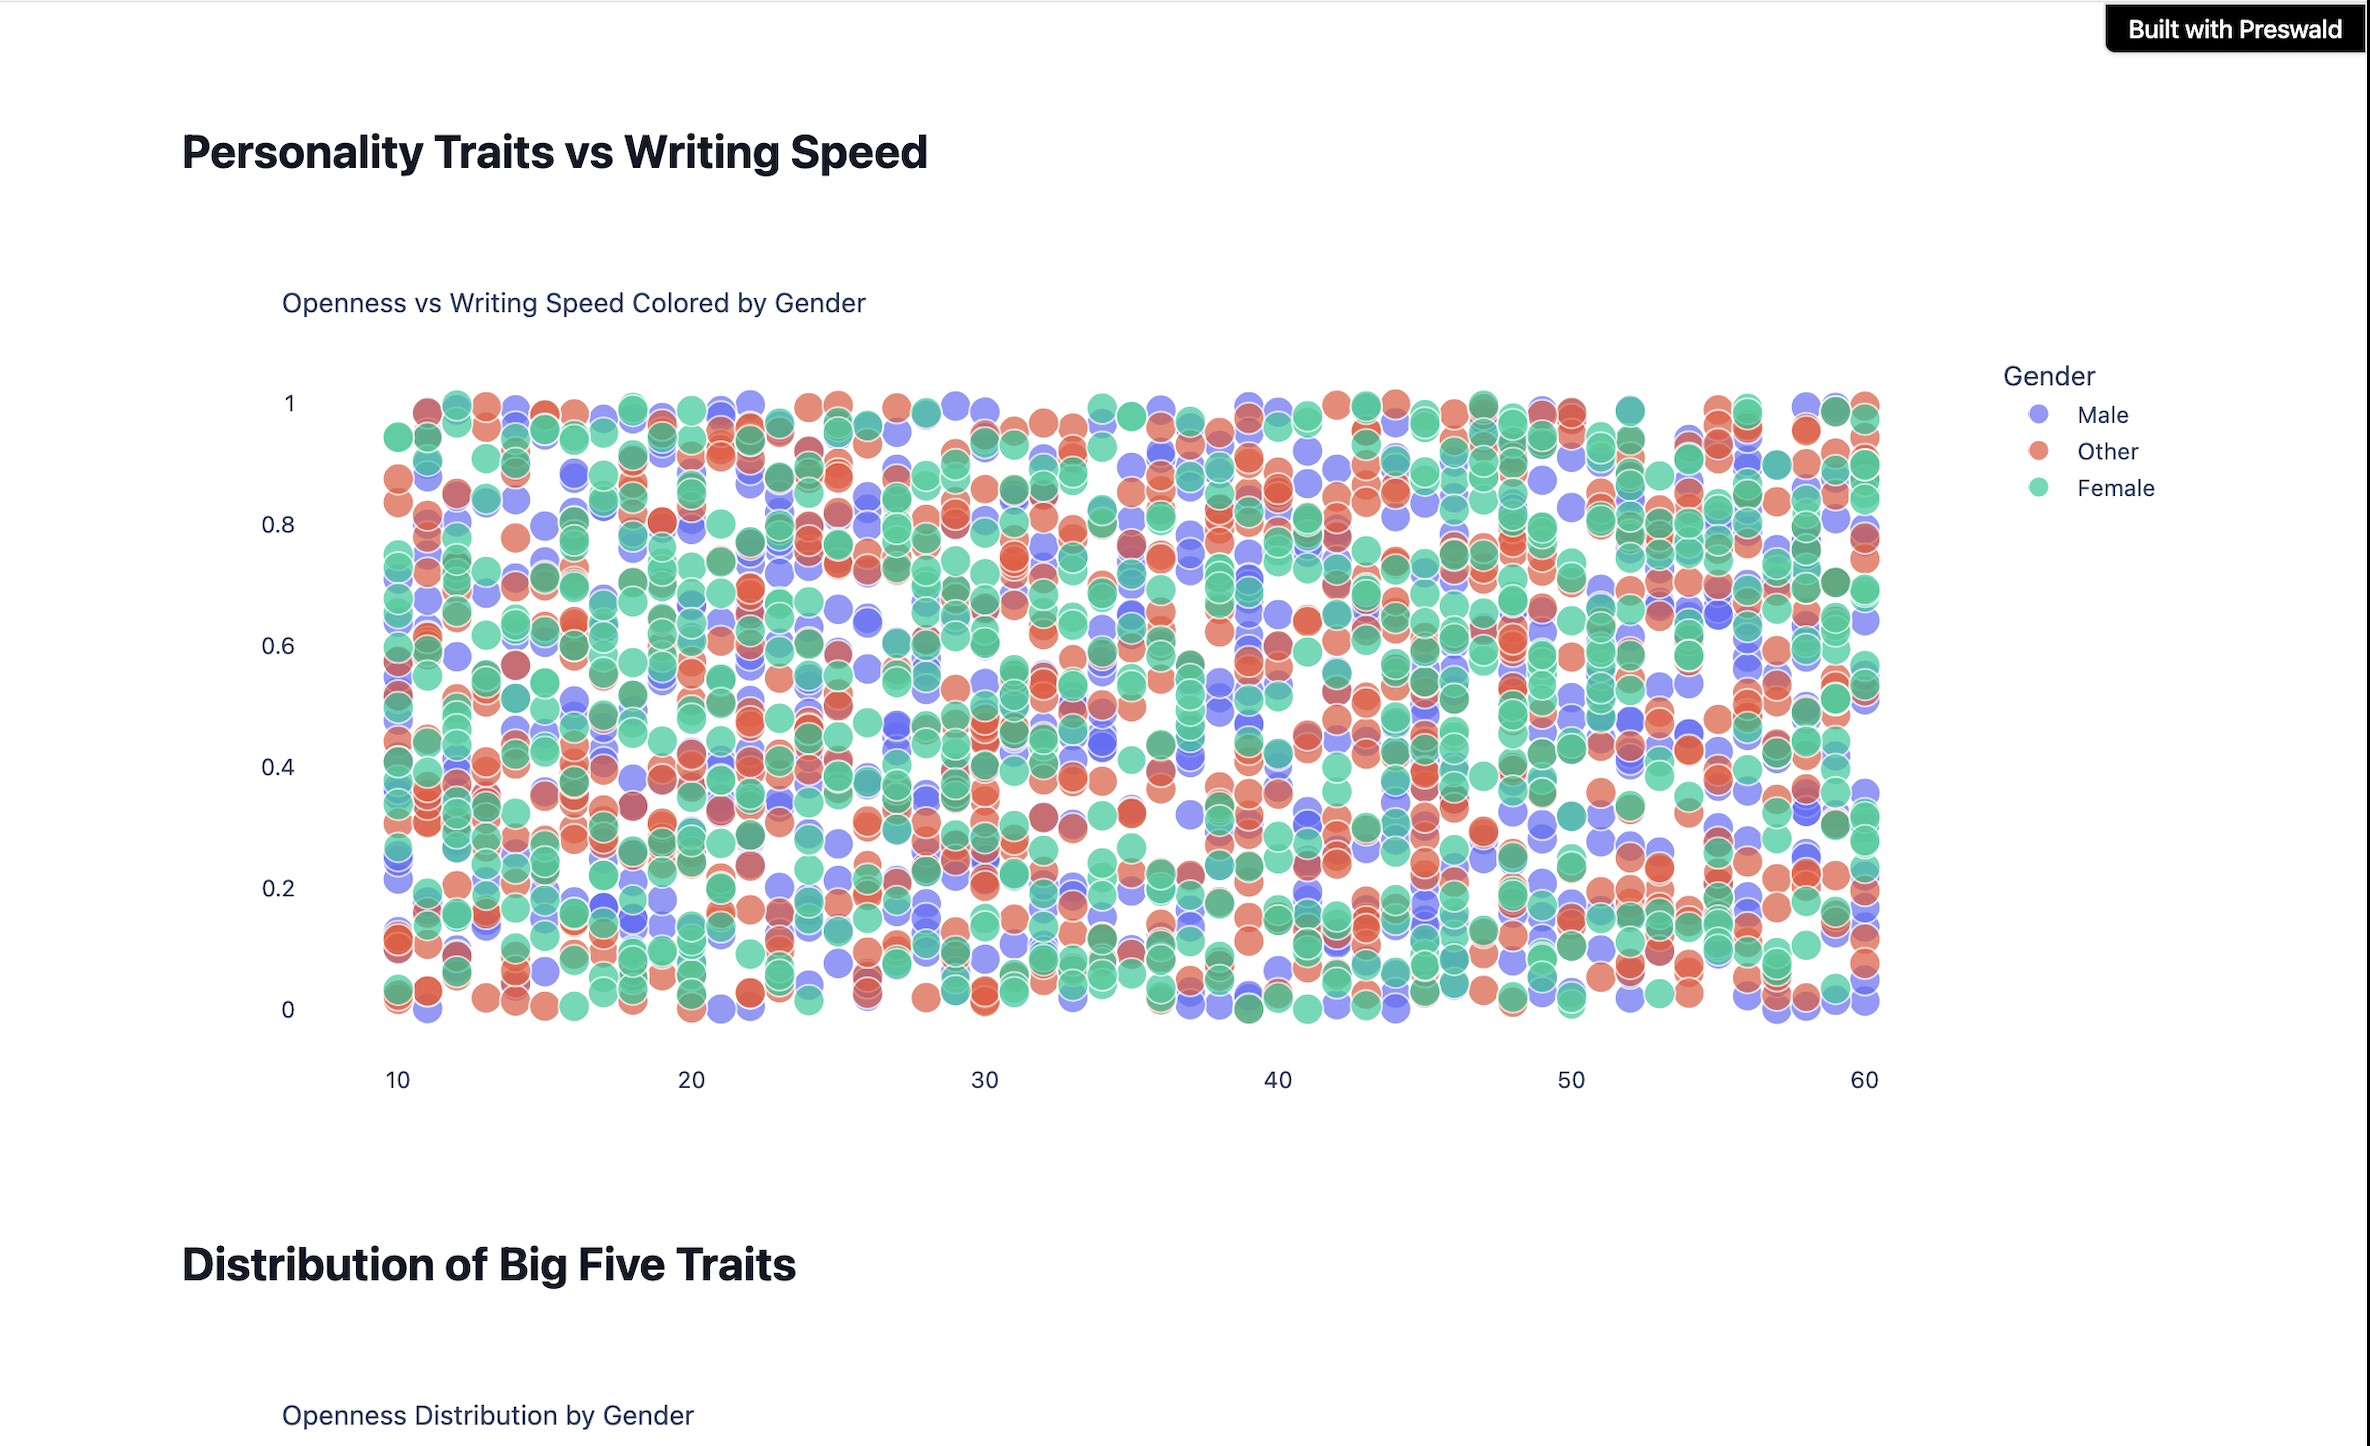 Built with Preswald
Personality Traits vs Writing Speed
Openness vs Writing Speed Colored by Gender
Gender
Male
Other
Female
1
0.8
0.6
0.4
0.2
0
10 20 30 40 50 60
Distribution of Big Five Traits
Openness Distribution by Gender